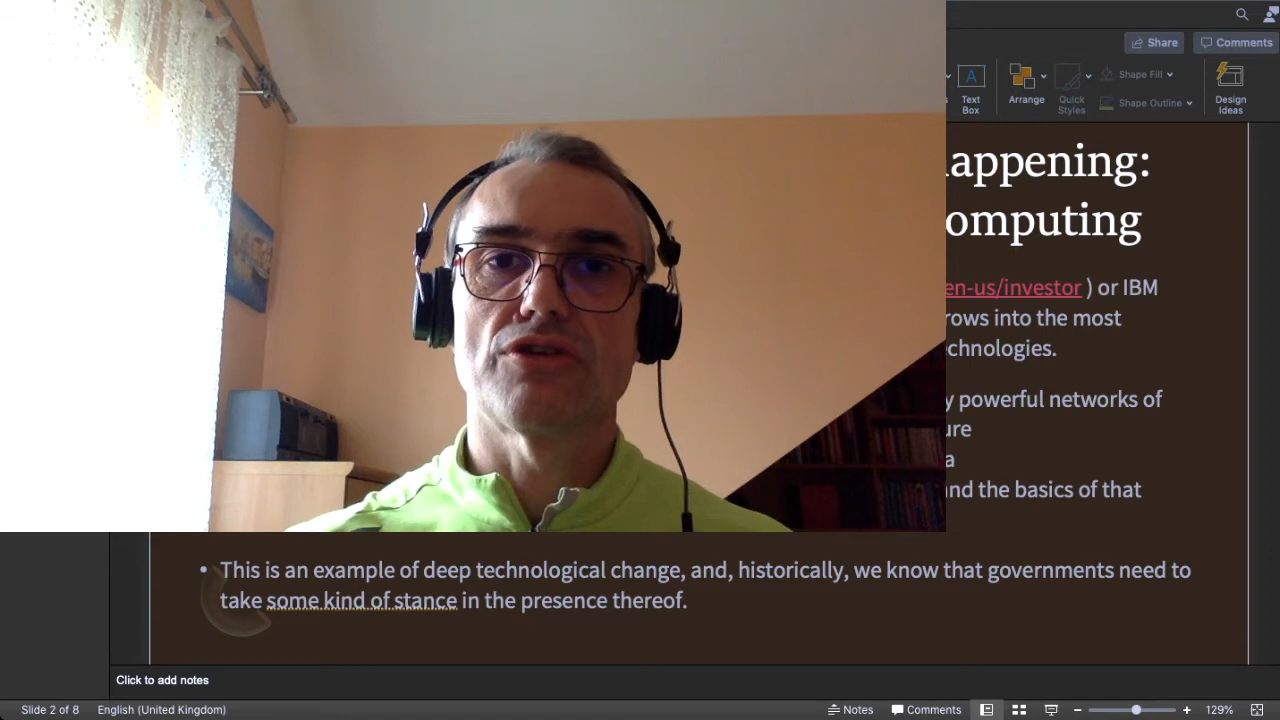 Share
Comments
Text
Box
Arrange
Quick
Styles
Shape Fill
Shape Outline
Design
Ideas
appening:
omputing
en-us/investor ) or IBM
rows into the most
echnologies.
y powerful networks of
ure
a
and the basics of that
• This is an example of deep technological change, and, historically, we know that governments need to
take some kind of stance in the presence thereof.
Click to add notes
Slide 2 of 8
English (United Kingdom)
Notes
Comments
129%